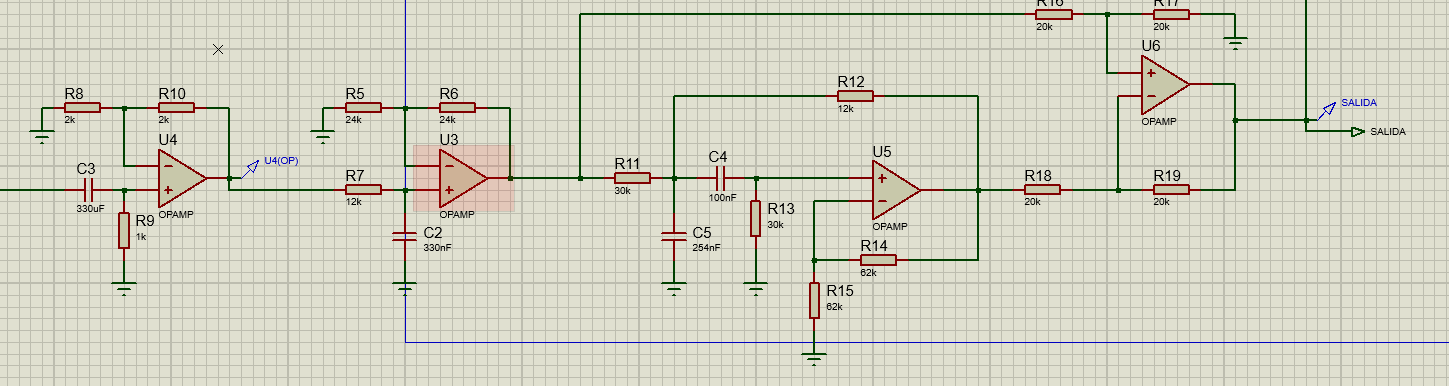 R16
20k
R17
20k
U6
OPAMP
SALIDA
SALIDA
R8
2k
R10
2k
U4
OPAMP
U4(OP)
C3
330uF
R9
1k
R5
24k
R6
24k
U3
OPAMP
R7
12k
C2
330nF
R12
12k
R11
30k
C4
100nF
U5
OPAMP
R13
30k
C5
254nF
R14
62k
R15
62k
R18
20k
R19
20k